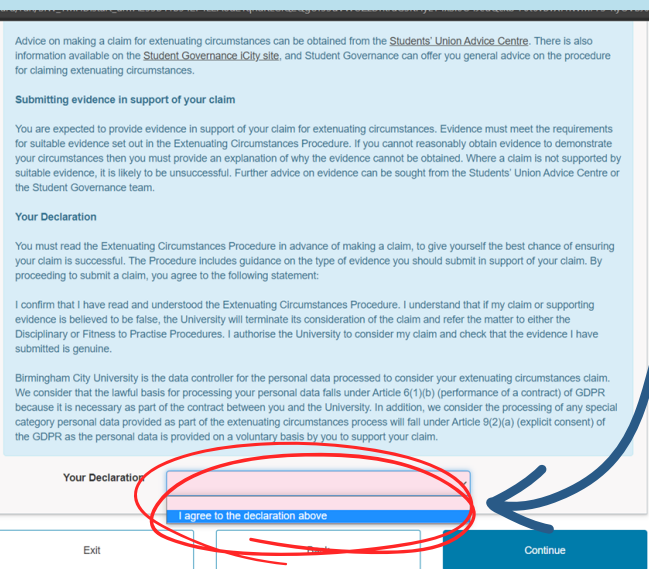 Advice on making a claim for extenuating circumstances can be obtained from the Students' Union Advice Centre. There is also
information available on the Student Governance iCity site, and Student Governance can offer you general advice on the procedure
for claiming extenuating circumstances.
Submitting evidence in support of your claim
You are expected to provide evidence in support of your claim for extenuating circumstances. Evidence must meet the requirements
for suitable evidence set out in the Extenuating Circumstances Procedure. If you cannot reasonably obtain evidence to demonstrate
your circumstances then you must provide an explanation of why the evidence cannot be obtained. Where a claim is not supported by
suitable evidence, it is likely to be unsuccessful. Further advice on evidence can be sought from the Students' Union Advice Centre or
the Student Governance team.
Your Declaration
You must read the Extenuating Circumstances Procedure in advance of making a claim, to give yourself the best chance of ensuring
your claim is successful. The Procedure includes guidance on the type of evidence you should submit in support of your claim. By
proceeding to submit a claim, you agree to the following statement:
I confirm that I have read and understood the Extenuating Circumstances Procedure. I understand that if my claim or supporting
evidence is believed to be false, the University will terminate its consideration of the claim and refer the matter to either the
Disciplinary or Fitness to Practise Procedures. I authorise the University to consider my claim and check that the evidence I have
submitted is genuine.
Birmingham City University is the data controller for the personal data processed to consider your extenuating circumstances claim.
We consider that the lawful basis for processing your personal data falls under Article 6(1)(b) (performance of a contract) of GDPR
because it is necessary as part of the contract between you and the University. In addition, we consider the processing of any special
category personal data provided as part of the extenuating circumstances process will fall under Article 9(2)(a) (explicit consent) of
the GDPR as the personal data is provided on a voluntary basis by you to support your claim.
Your Declaration
I agree to the declaration above
Exit
Continue